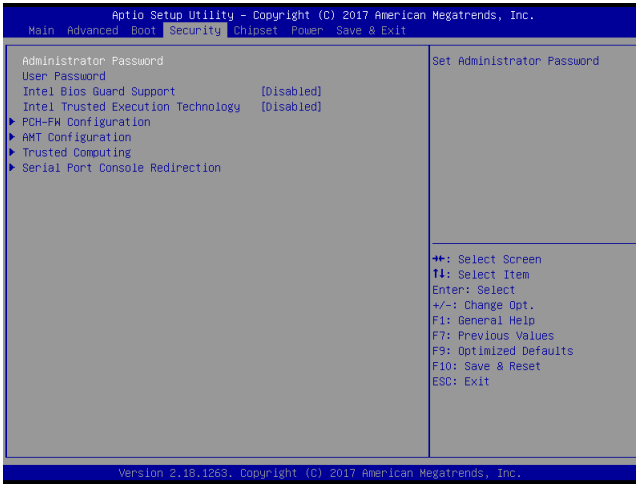 Aptio Setup Utility – Copyright (C) 2017 American Megatrends, Inc.
Main Advanced Boot Security Chipset Power Save & Exit
Administrator Password
User Password
Intel Bios Guard Support [Disabled]
Intel Trusted Execution Technology [Disabled]
► PCH-FW Configuration
► AMT Configuration
► Trusted Computing
► Serial Port Console Redirection
Set Administrator Password
→←: Select Screen
↑↓: Select Item
Enter: Select
+/-: Change Opt.
F1: General Help
F7: Previous Values
F9: Optimized Defaults
F10: Save & Reset
ESC: Exit
Version 2.18.1263. Copyright (C) 2017 American Megatrends, Inc.